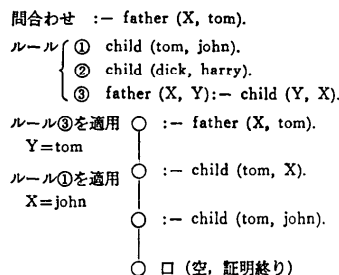 問合わせ :- father (X, tom).
ルール ① child (tom, john).
② child (dick, harry).
③ father (X, Y):- child (Y, X).
ルール③を適用 :- father (X, tom).
Y=tom
ルール①を適用 :- child (tom, X).
X=john
:- child (tom, john).
□ (空, 証明終り)